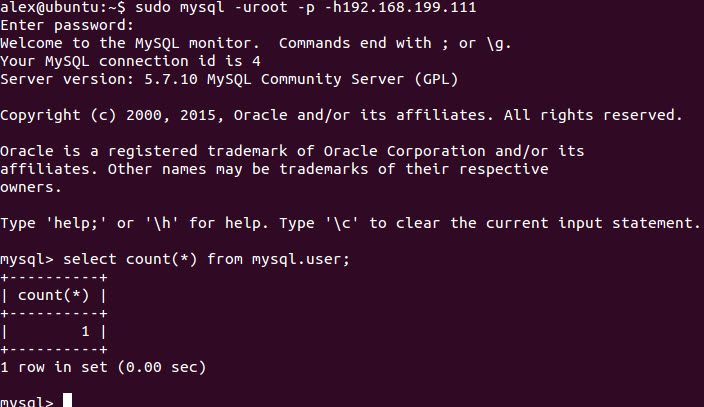 alex@ubuntu:~$ sudo mysql -uroot -p -h192.168.199.111
Enter password:
Welcome to the MySQL monitor.  Commands end with ; or \g.
Your MySQL connection id is 4
Server version: 5.7.10 MySQL Community Server (GPL)
Copyright (c) 2000, 2015, Oracle and/or its affiliates. All rights reserved.
Oracle is a registered trademark of Oracle Corporation and/or its
affiliates. Other names may be trademarks of their respective
owners.
Type 'help;' or '\h' for help. Type '\c' to clear the current input statement.
mysql> select count(*) from mysql.user;
+----------+
| count(*) |
+----------+
|        1 |
+----------+
1 row in set (0.00 sec)
mysql>